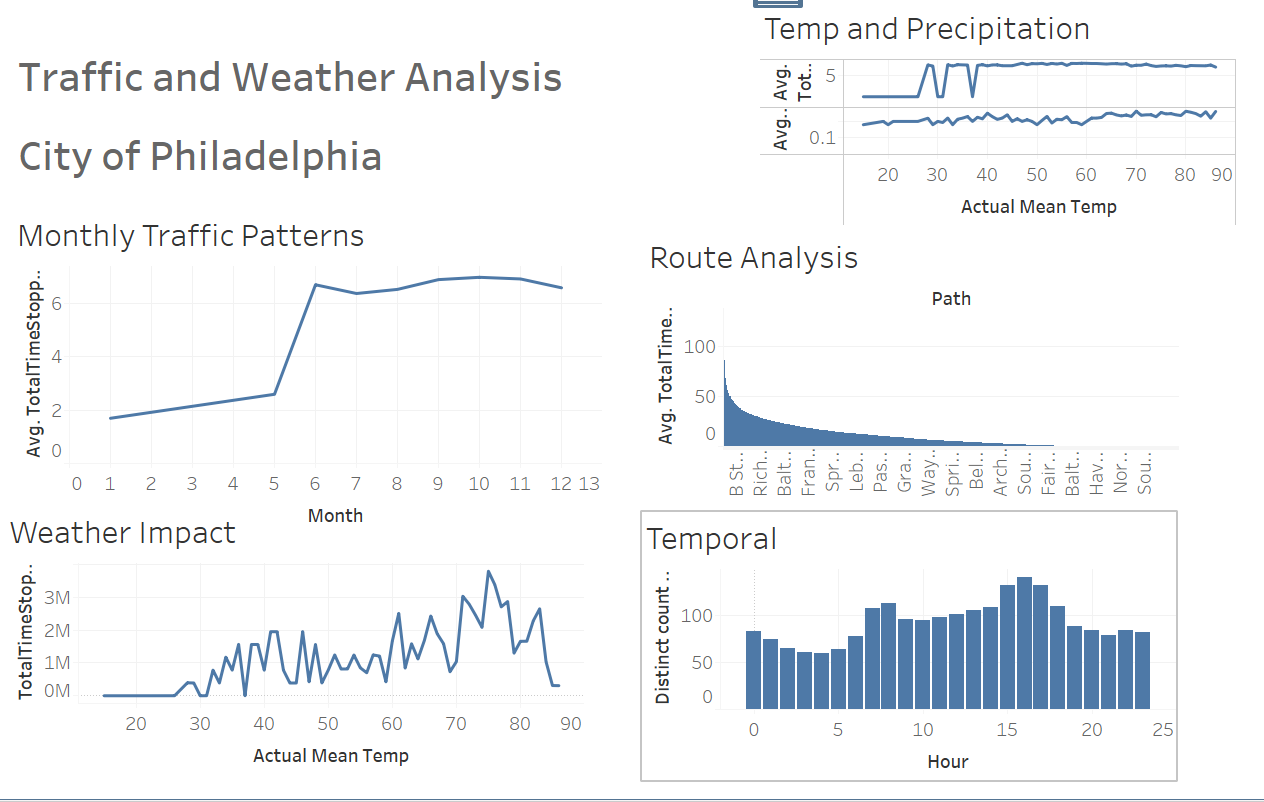 Traffic and Weather Analysis
City of Philadelphia
Monthly Traffic Patterns
Avg. TotalTimeStopp..
6
4
2
0
0 1 2 3 4 5 6 7 8 9 10 11 12 13
Month
Weather Impact
TotalTimeStop..
3M
2M
1M
0M
20 30 40 50 60 70 80 90
Actual Mean Temp
Temp and Precipitation
Avg.
Tot..
5
Avg..
0.1
20 30 40 50 60 70 80 90
Actual Mean Temp
Route Analysis
Path
Avg. TotalTime..
100
50
0
B St..
Rich..
Balt..
Fran..
Spr..
Leb..
Pas..
Gra..
Way..
Spri..
Bel..
Arch..
Sou..
Fair ..
Balt..
Hav..
Nor..
Sou..
Temporal
Distinct count ..
100
50
0
0 5 10 15 20 25
Hour